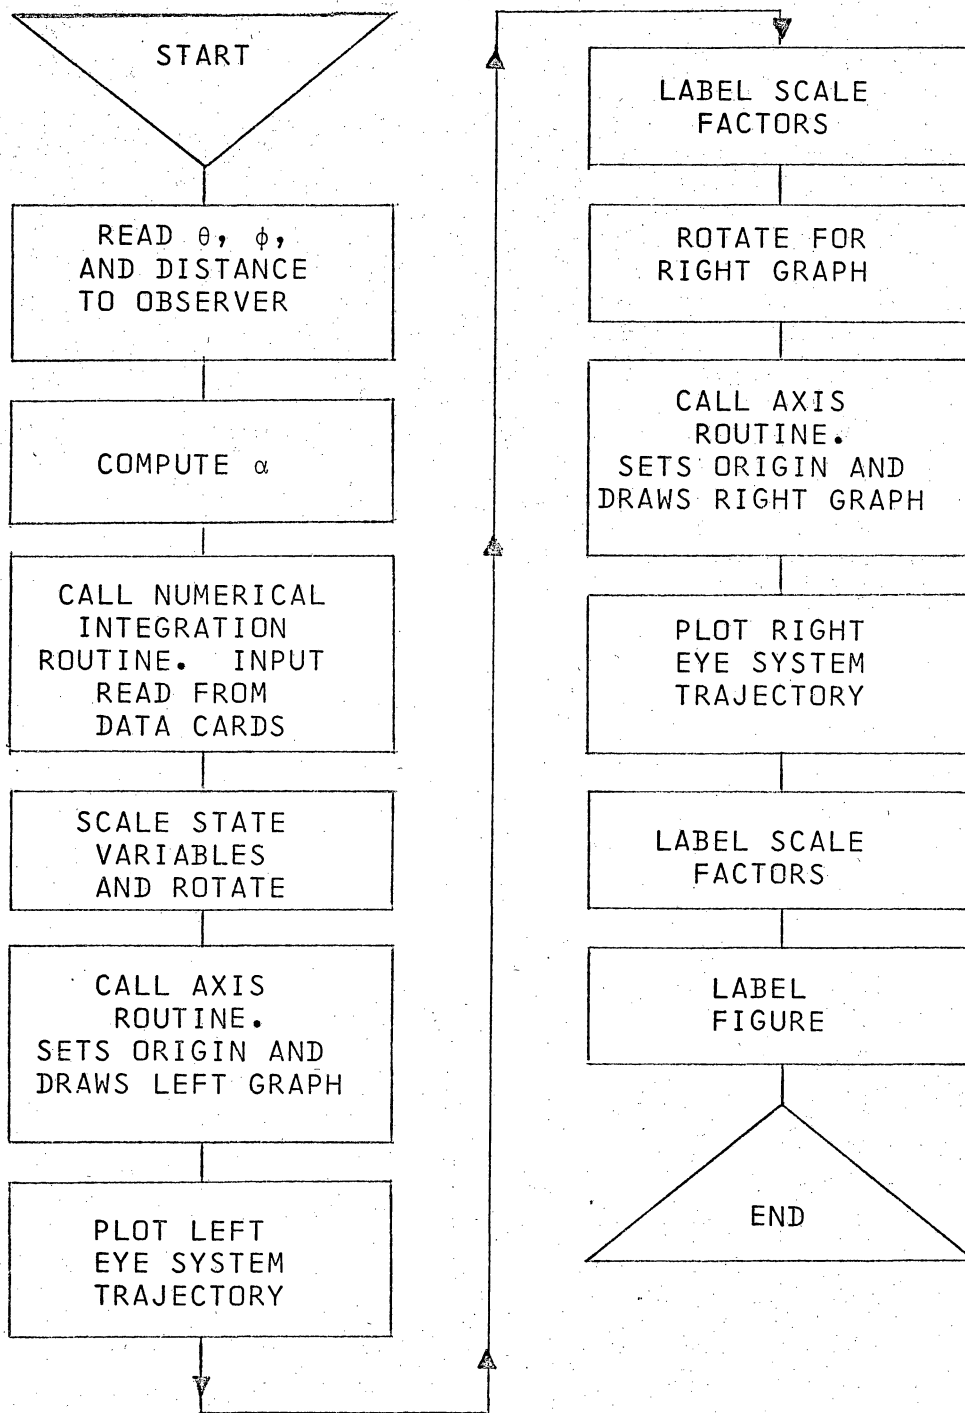 START
READ θ, φ,
AND DISTANCE
TO OBSERVER
COMPUTE α
CALL NUMERICAL
INTEGRATION
ROUTINE. INPUT
READ FROM
DATA CARDS
SCALE STATE
VARIABLES
AND ROTATE
CALL AXIS
ROUTINE.
SETS ORIGIN AND
DRAWS LEFT GRAPH
PLOT LEFT
EYE SYSTEM
TRAJECTORY
LABEL SCALE
FACTORS
ROTATE FOR
RIGHT GRAPH
CALL AXIS
ROUTINE.
SETS ORIGIN AND
DRAWS RIGHT GRAPH
PLOT RIGHT
EYE SYSTEM
TRAJECTORY
LABEL SCALE
FACTORS
LABEL
FIGURE
END